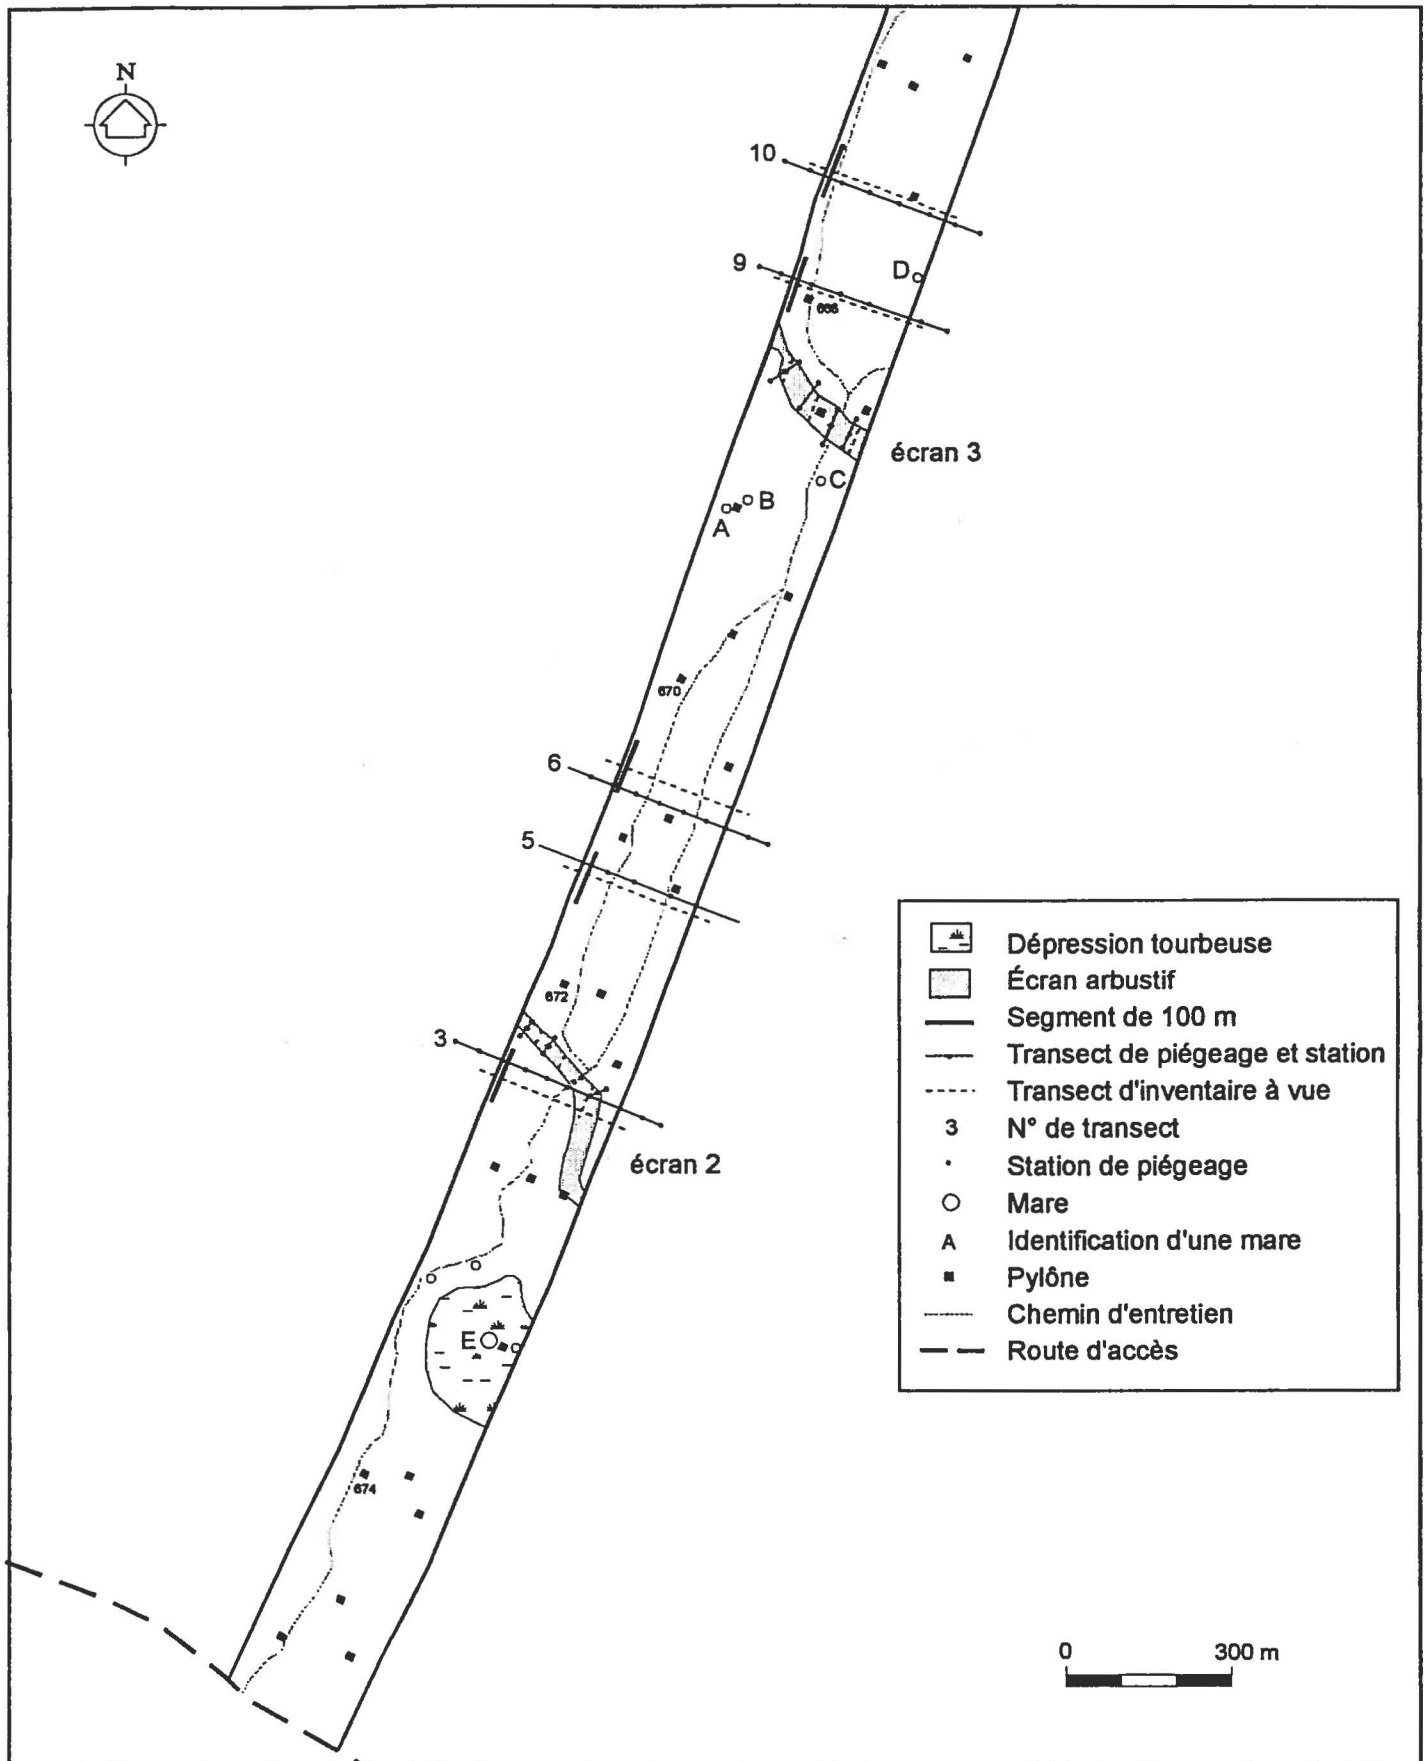 N
10
9
D
668
écran 3
C
B
A
670
6
5
672
3
écran 2
E
674
Dépression tourbeuse
Écran arbustif
Segment de 100 m
Transect de piégeage et station
Transect d'inventaire à vue
3 N° de transect
Station de piégeage
Mare
A Identification d'une mare
Pylône
Chemin d'entretien
Route d'accès
0 300 m